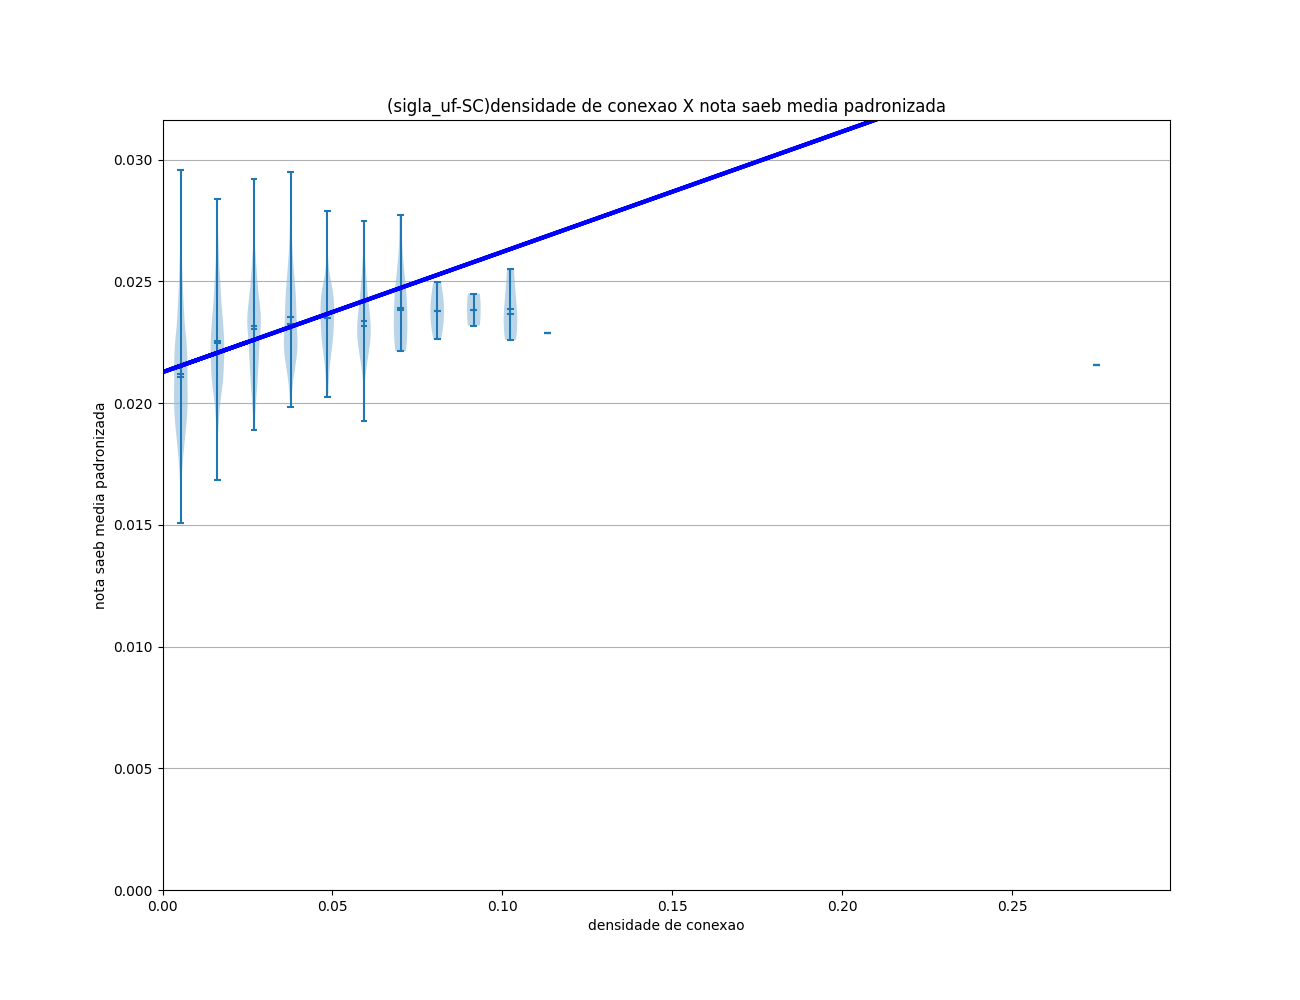 (sigla_uf-SC)densidade de conexao X nota saeb media padronizada
nota saeb media padronizada
0.030
0.025
0.020
0.015
0.010
0.005
0.000
0.00 0.05 0.10 0.15 0.20 0.25
densidade de conexao